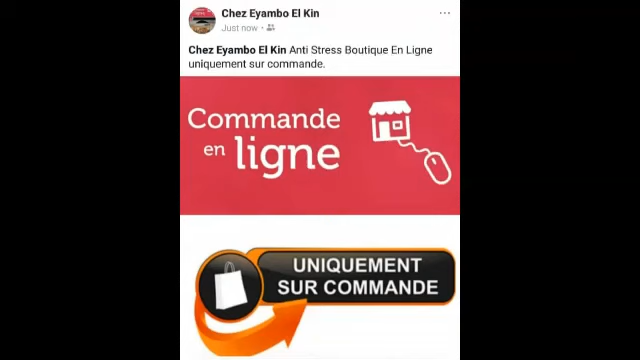 Chez Eyambo El Kin
Just now ·
Chez Eyambo El Kin Anti Stress Boutique En Ligne
uniquement sur commande.
Commande
en ligne
UNIQUEMENT
SUR COMMANDE